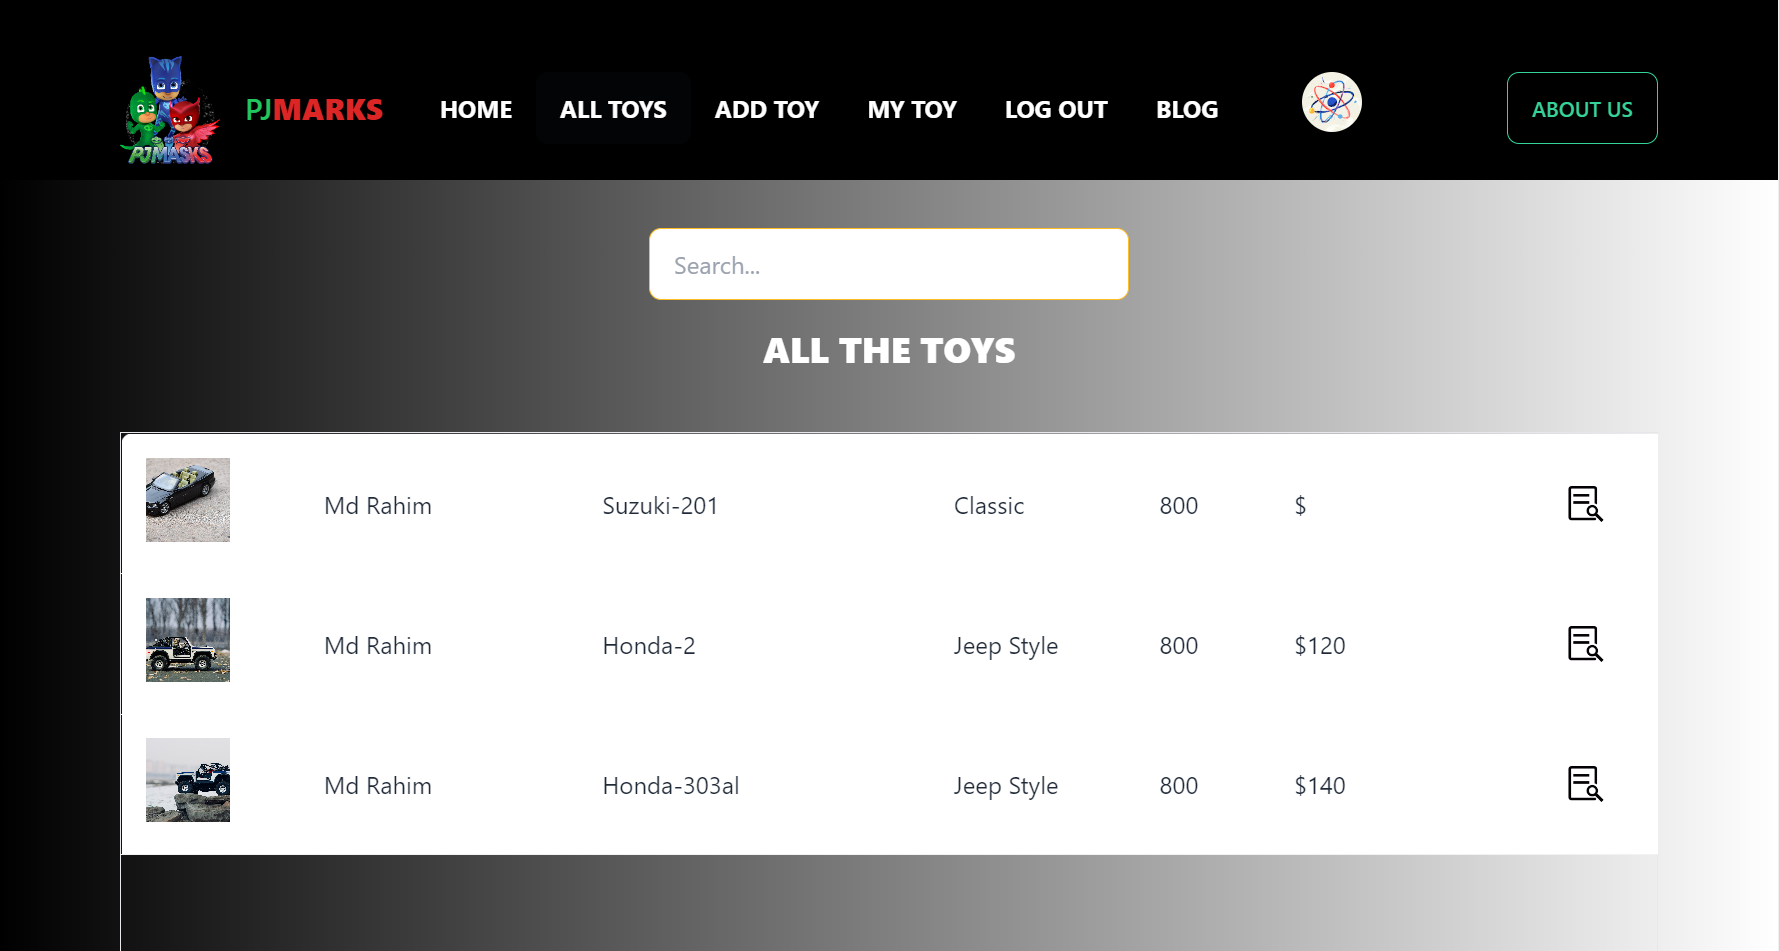 PJMASKS
PJMARKS HOME ALL TOYS ADD TOY MY TOY LOG OUT BLOG ABOUT US
Search...
ALL THE TOYS
Md Rahim Suzuki-201 Classic 800 $
Md Rahim Honda-2 Jeep Style 800 $120
Md Rahim Honda-303al Jeep Style 800 $140